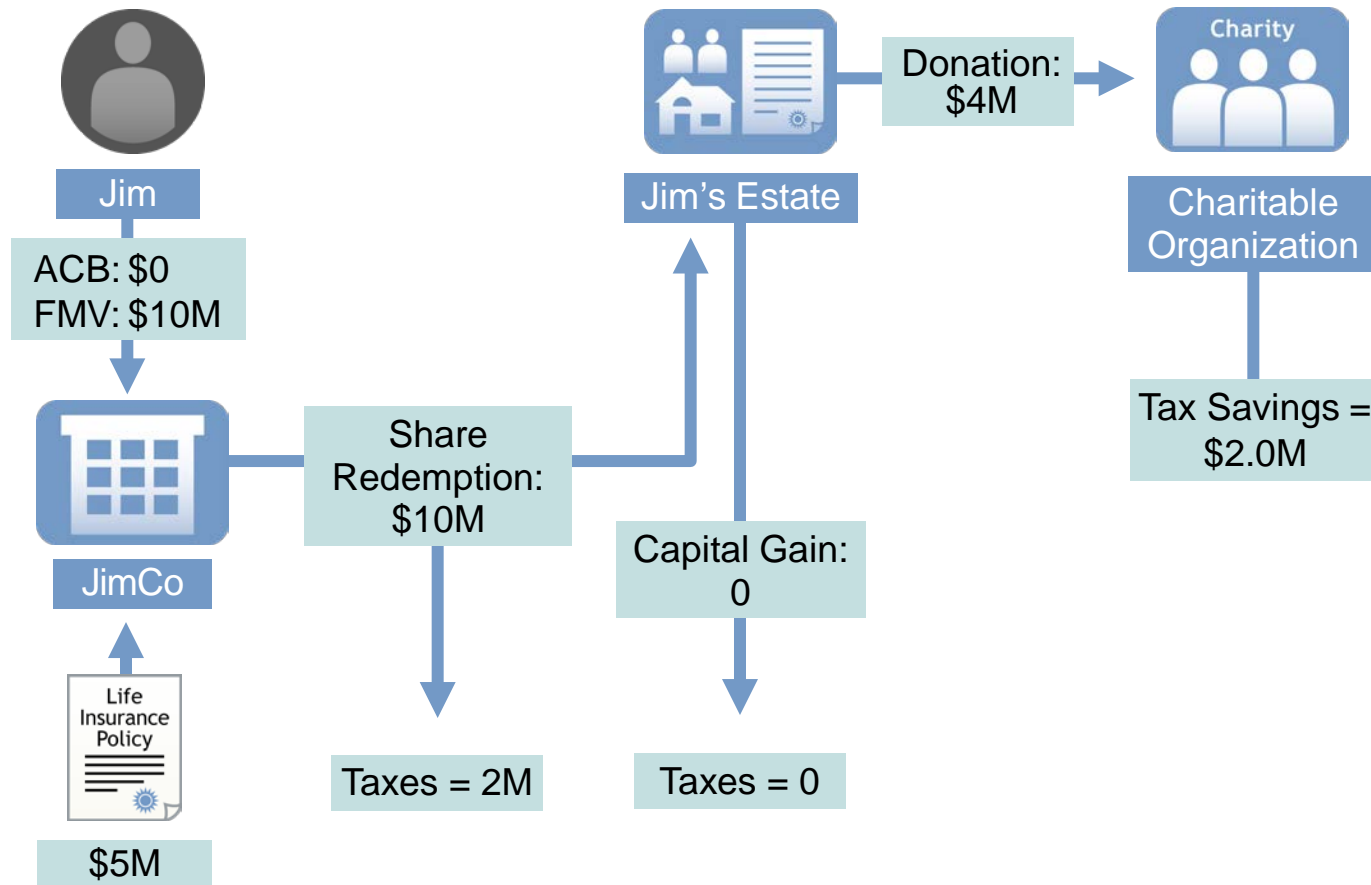 Jim
ACB: $0
FMV: $10M
JimCo
Life
Insurance
Policy
$5M
Share
Redemption:
$10M
Taxes = 2M
Jim’s Estate
Capital Gain:
0
Taxes = 0
Donation:
$4M
Charity
Charitable
Organization
Tax Savings =
$2.0M